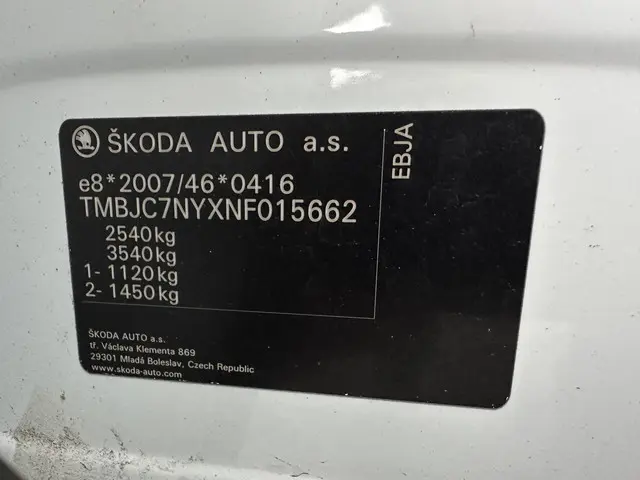 ŠKODA AUTO a.s.
e8*2007/46*0416
TMBJC7NYXNF015662
2540kg
3540kg
1- 1120kg
2- 1450kg
EBJA
ŠKODA AUTO a.s.
tř. Václava Klementa 869
29301 Mladá Boleslav, Czech Republic
www.skoda-auto.com